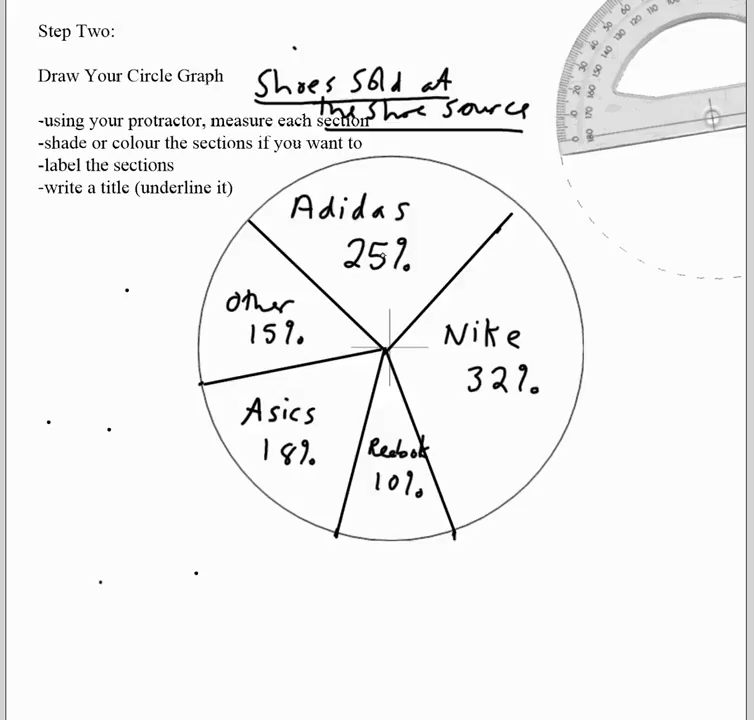 Step Two:
Draw Your Circle Graph
Shoes Sold at
the Shoe Source
-using your protractor, measure each section
-shade or colour the sections if you want to
-label the sections
-write a title (underline it)
Adidas
25%
Other
15%
Nike
32%
Asics
18%
Reebok
10%